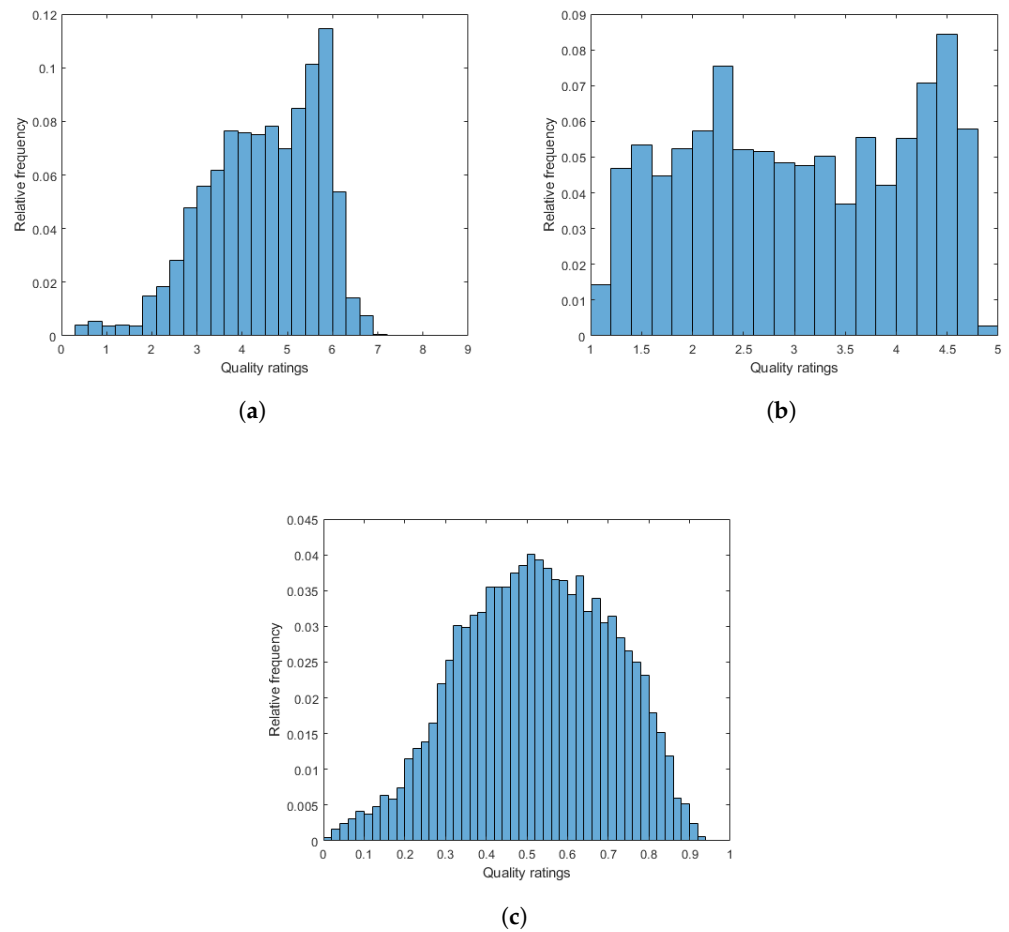 0.12
0.1
0.08
0.06
0.04
0.02
0
Relative frequency
0 1 2 3 4 5 6 7 8 9
Quality ratings
(a)
0.09
0.08
0.07
0.06
0.05
0.04
0.03
0.02
0.01
0
Relative frequency
1 1.5 2 2.5 3 3.5 4 4.5 5
Quality ratings
(b)
0.045
0.04
0.035
0.03
0.025
0.02
0.015
0.01
0.005
0
Relative frequency
0 0.1 0.2 0.3 0.4 0.5 0.6 0.7 0.8 0.9 1
Quality ratings
(c)